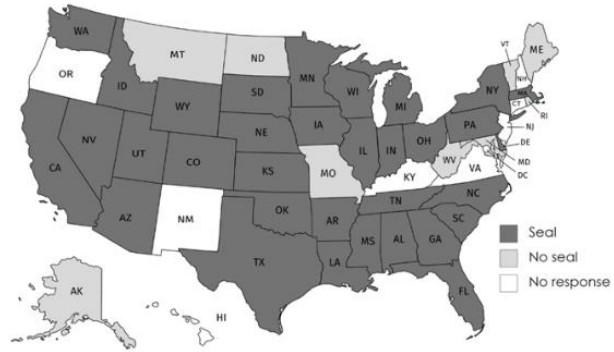 WA
MT
ND
VT
ME
OR
ID
MN
NH
SD
WI
NY
MA
WY
MI
CT
RI
IA
PA
NJ
NE
NV
OH
DE
IL
IN
UT
MD
CO
WV
VA
DC
CA
KS
MO
KY
NC
TN
OK
AZ
NM
AR
SC
Seal
MS
AL
GA
No seal
TX
LA
No response
FL
AK
HI